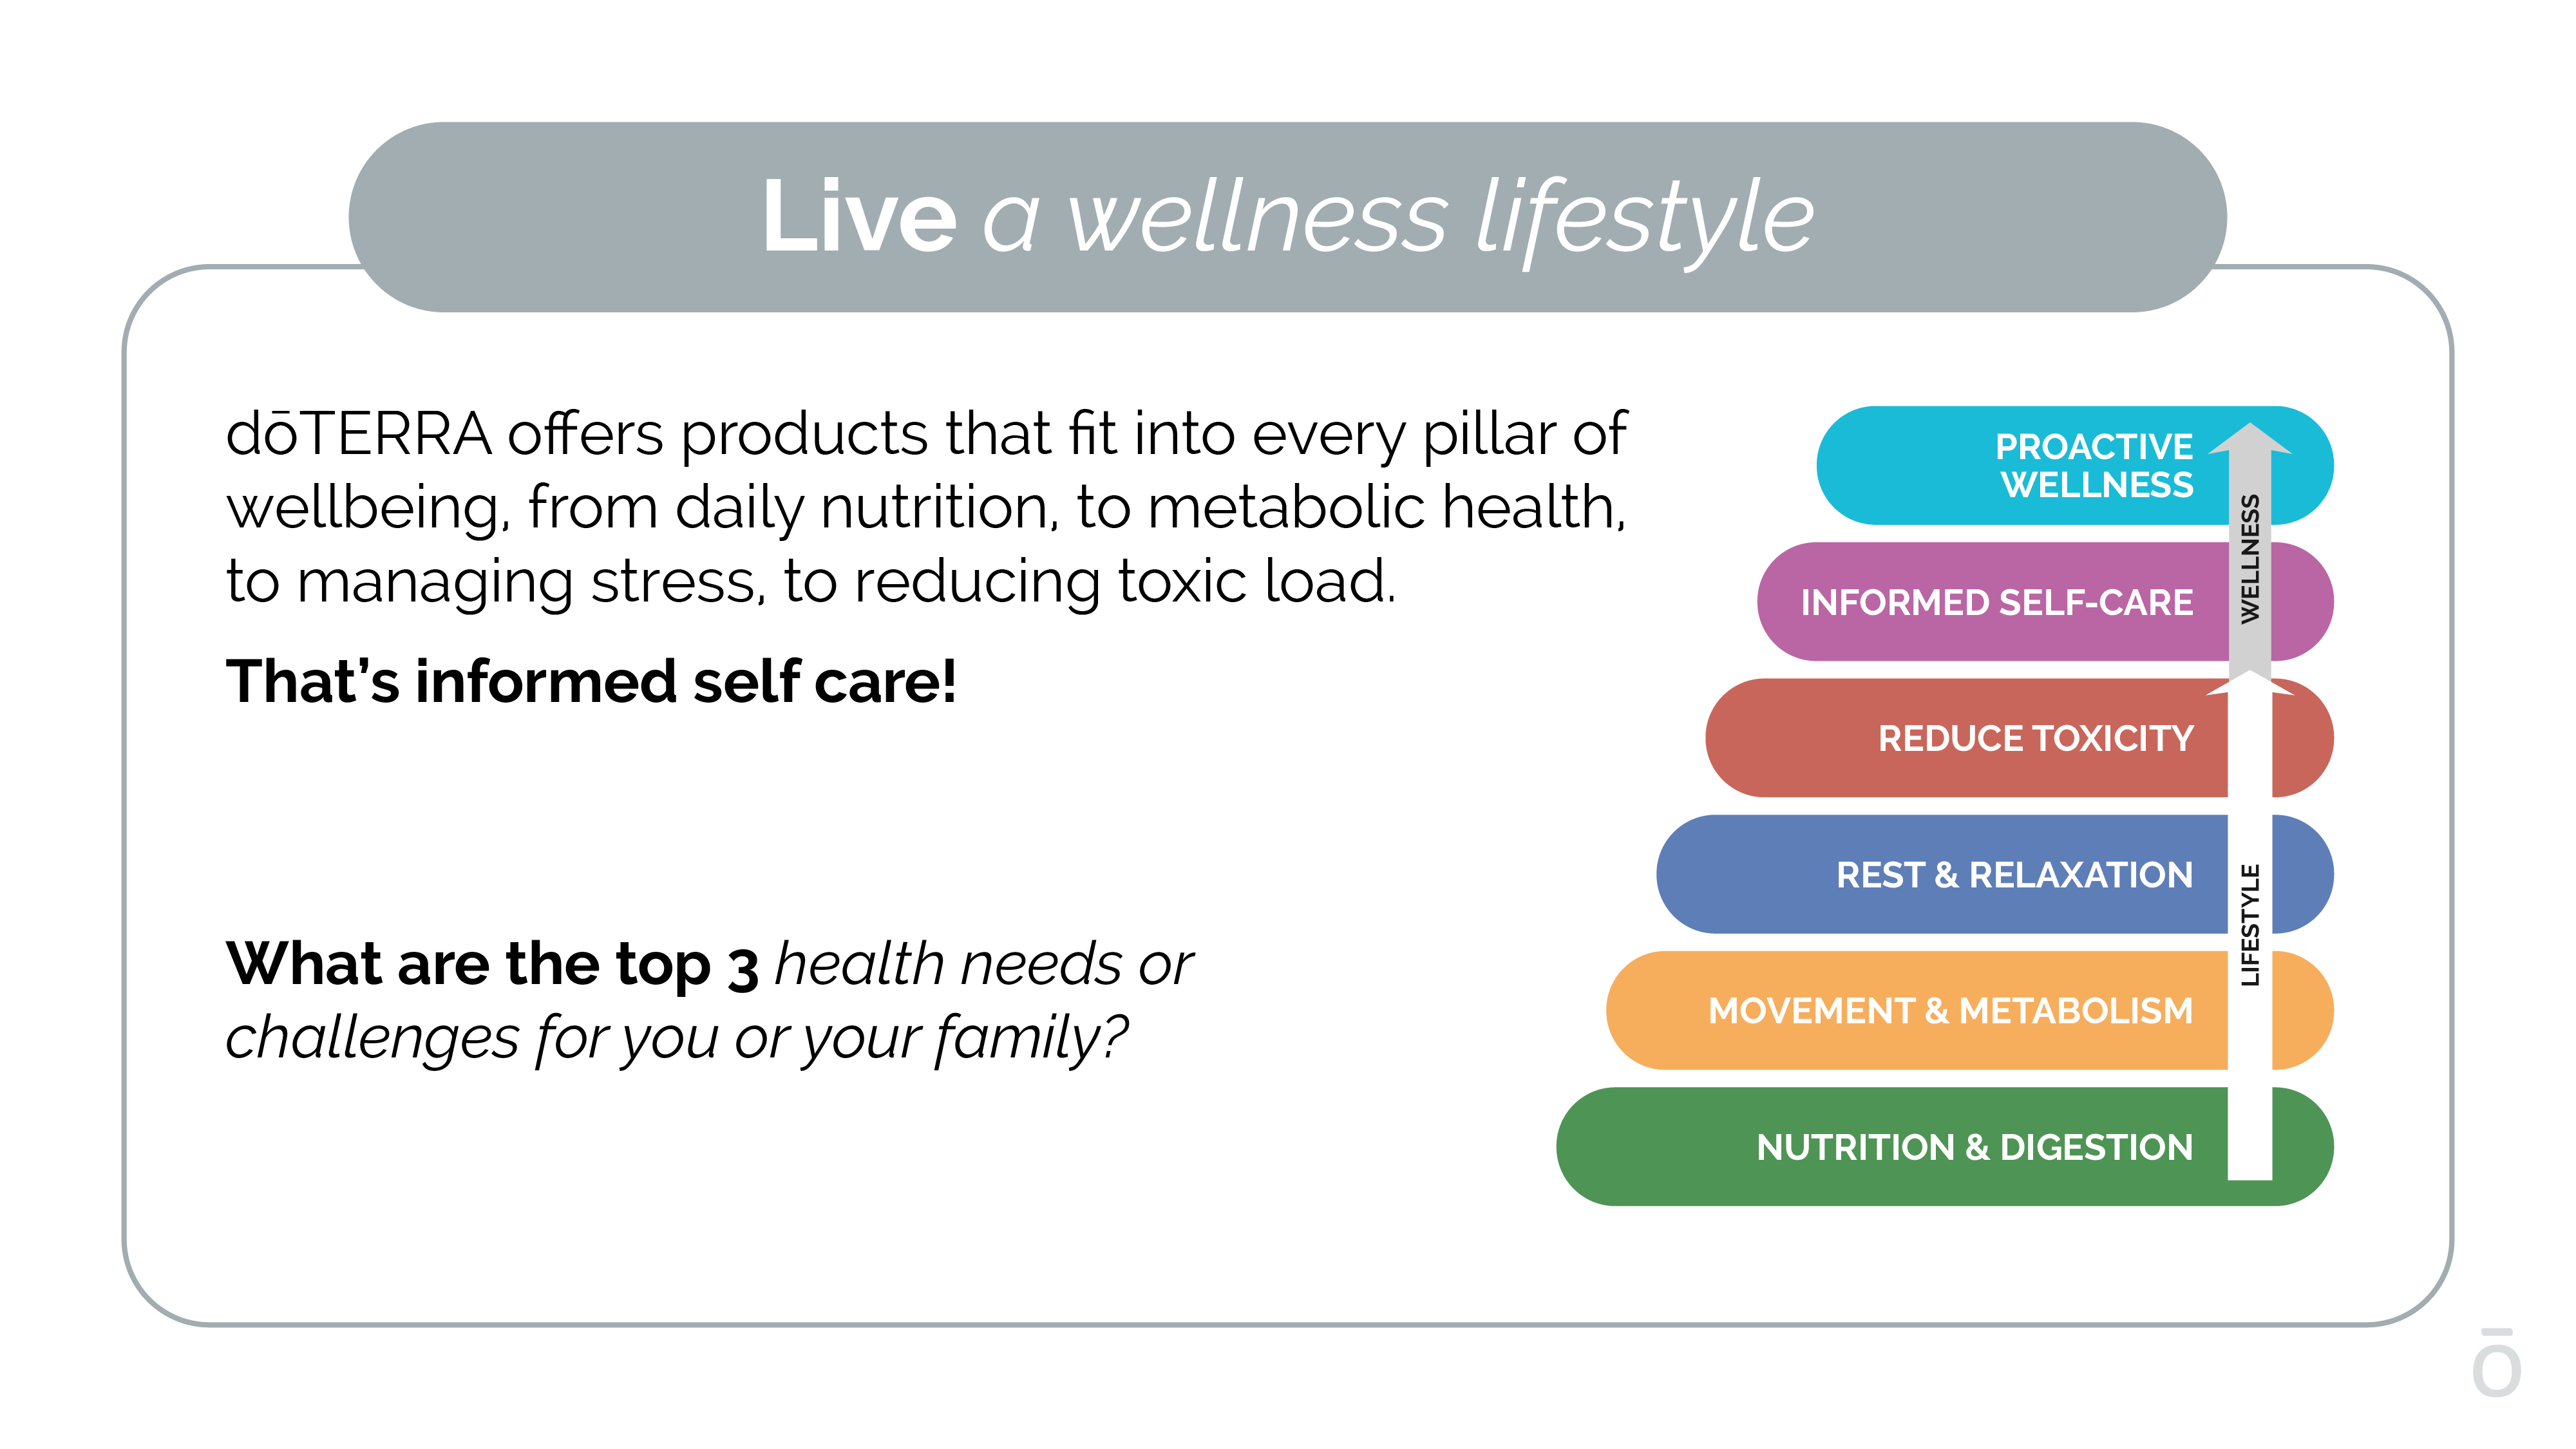 Live a wellness lifestyle
dōTERRA offers products that fit into every pillar of
wellbeing, from daily nutrition, to metabolic health,
to managing stress, to reducing toxic load.
That’s informed self care!
What are the top 3 health needs or
challenges for you or your family?
PROACTIVE
WELLNESS
INFORMED SELF-CARE
REDUCE TOXICITY
REST & RELAXATION
MOVEMENT & METABOLISM
NUTRITION & DIGESTION
WELLNESS
LIFESTYLE
ō